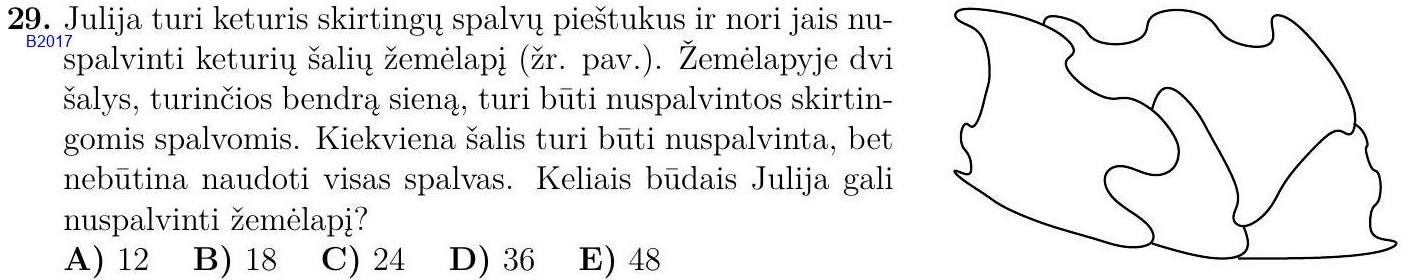 29. Julija turi keturis skirtingų spalvų pieštukus ir nori jais nu-
B2017
spalvinti keturių šalių žemėlapį (žr. pav.). Žemėlapyje dvi
šalys, turinčios bendrą sieną, turi būti nuspalvintos skirtin-
gomis spalvomis. Kiekviena šalis turi būti nuspalvinta, bet
nebūtina naudoti visas spalvas. Keliais būdais Julija gali
nuspalvinti žemėlapį?
A) 12 B) 18 C) 24 D) 36 E) 48